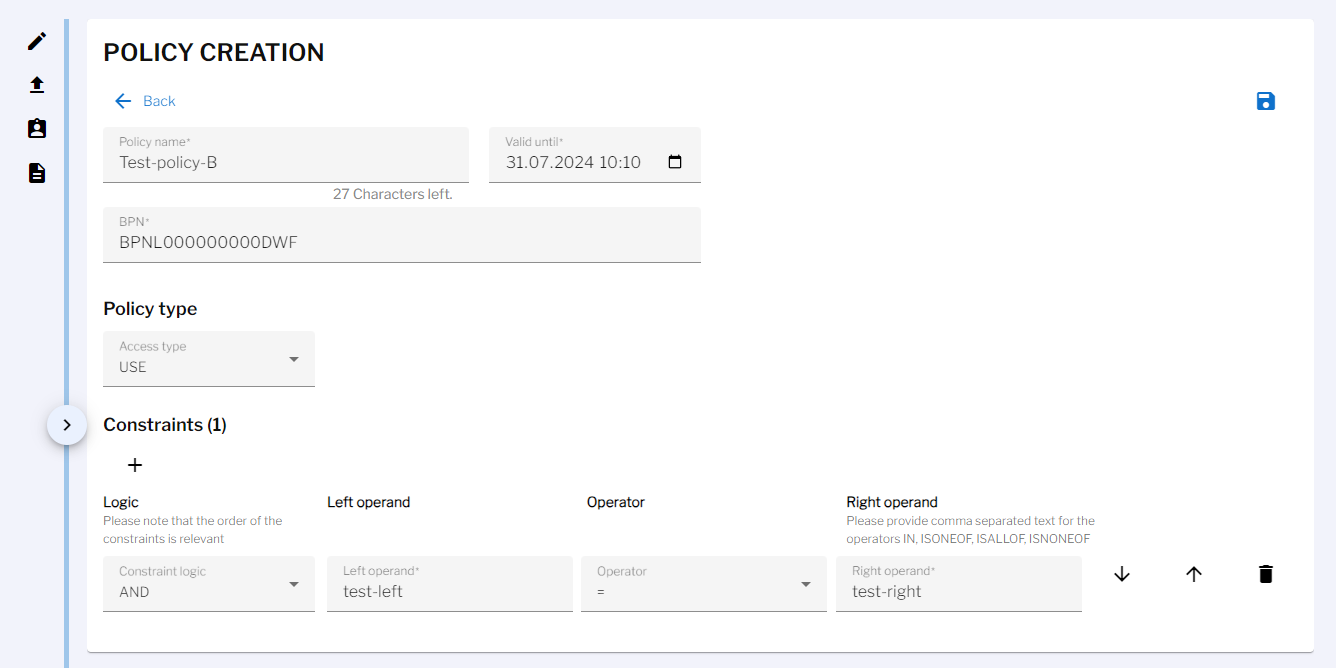 POLICY CREATION
Back
Policy name*
Test-policy-B
Valid until*
31.07.2024 10:10
27 Characters left.
BPN*
BPNL000000000DWF
Policy type
Access type
USE
Constraints (1)
Logic
Please note that the order of the
constraints is relevant
Left operand
Operator
Right operand
Please provide comma separated text for the
operators IN, ISONEOF, ISALLOF, ISNONEOF
Constraint logic
AND
Left operand*
test-left
Operator
=
Right operand*
test-right